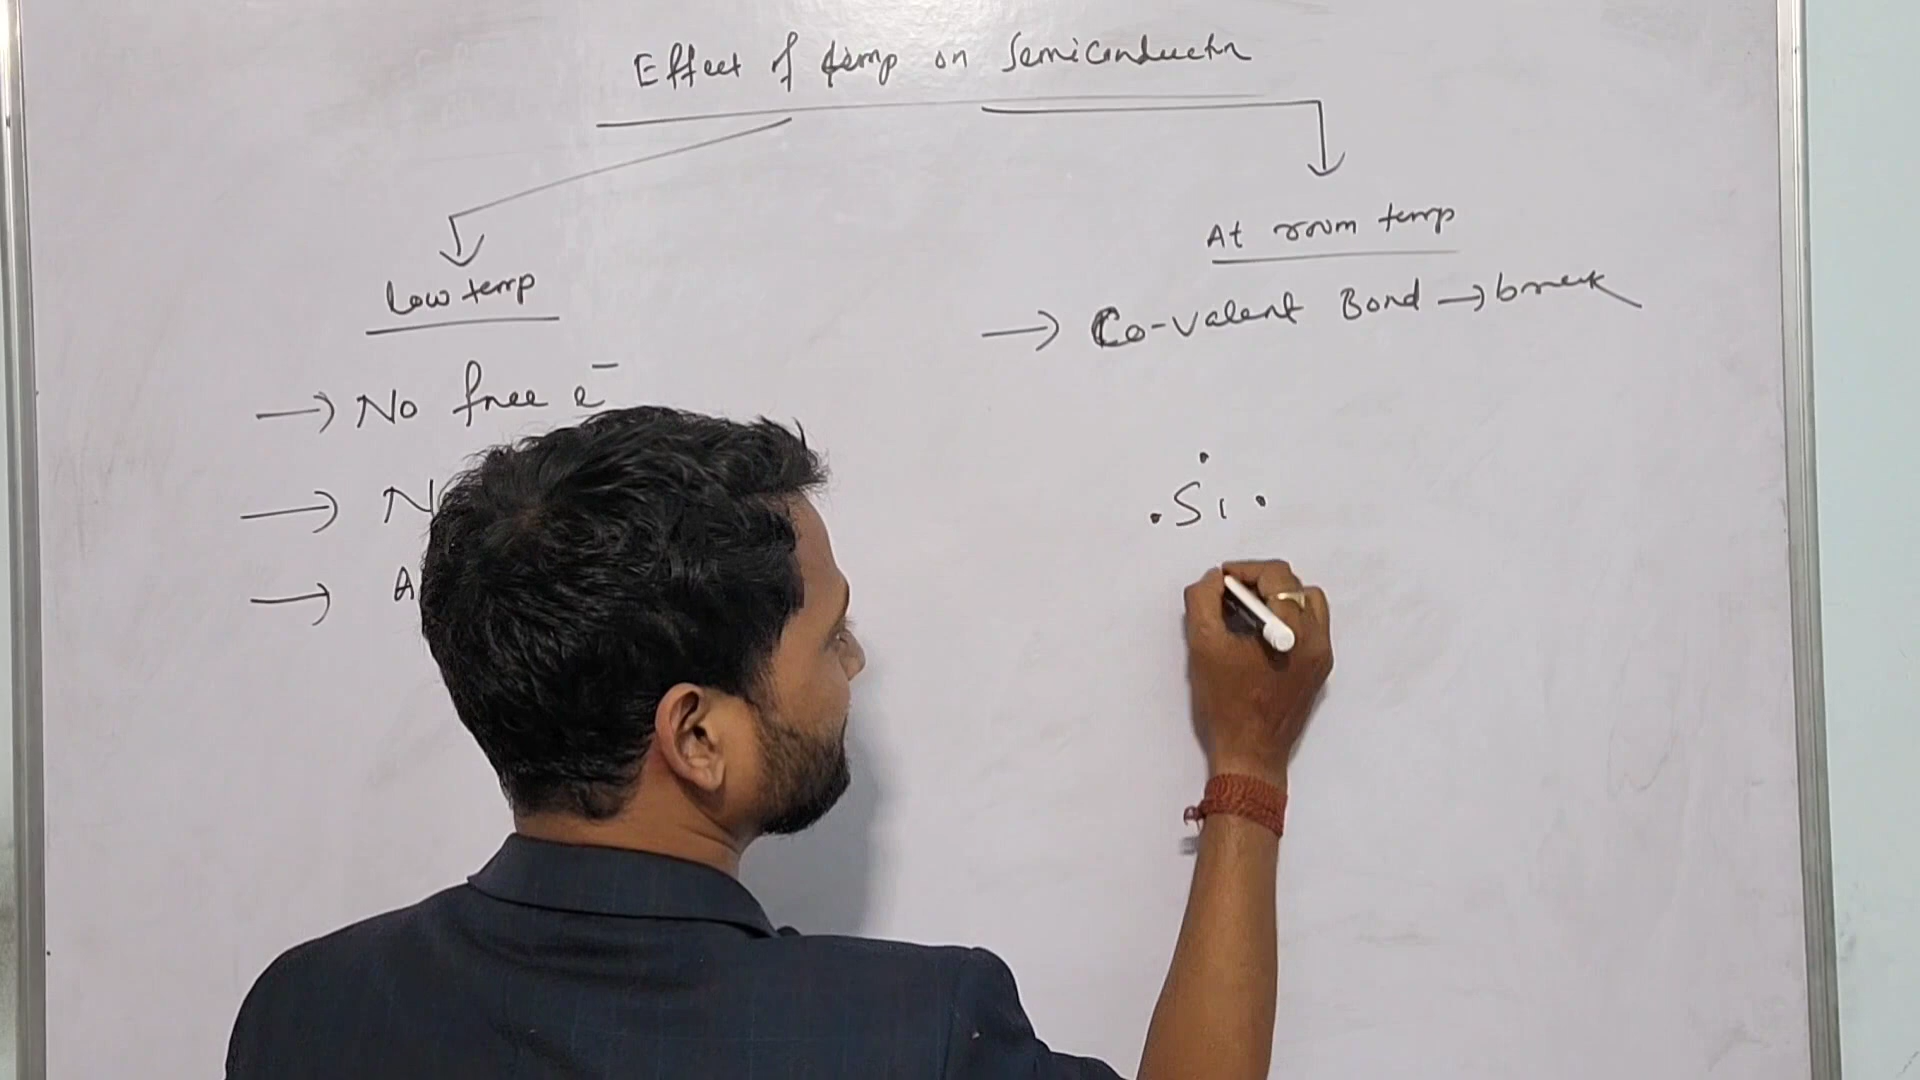 Effect of temp on Semiconductor
Low temp
→ No free e⁻
→ N
→ A
At room temp
→ Co-valent Bond → break
Si